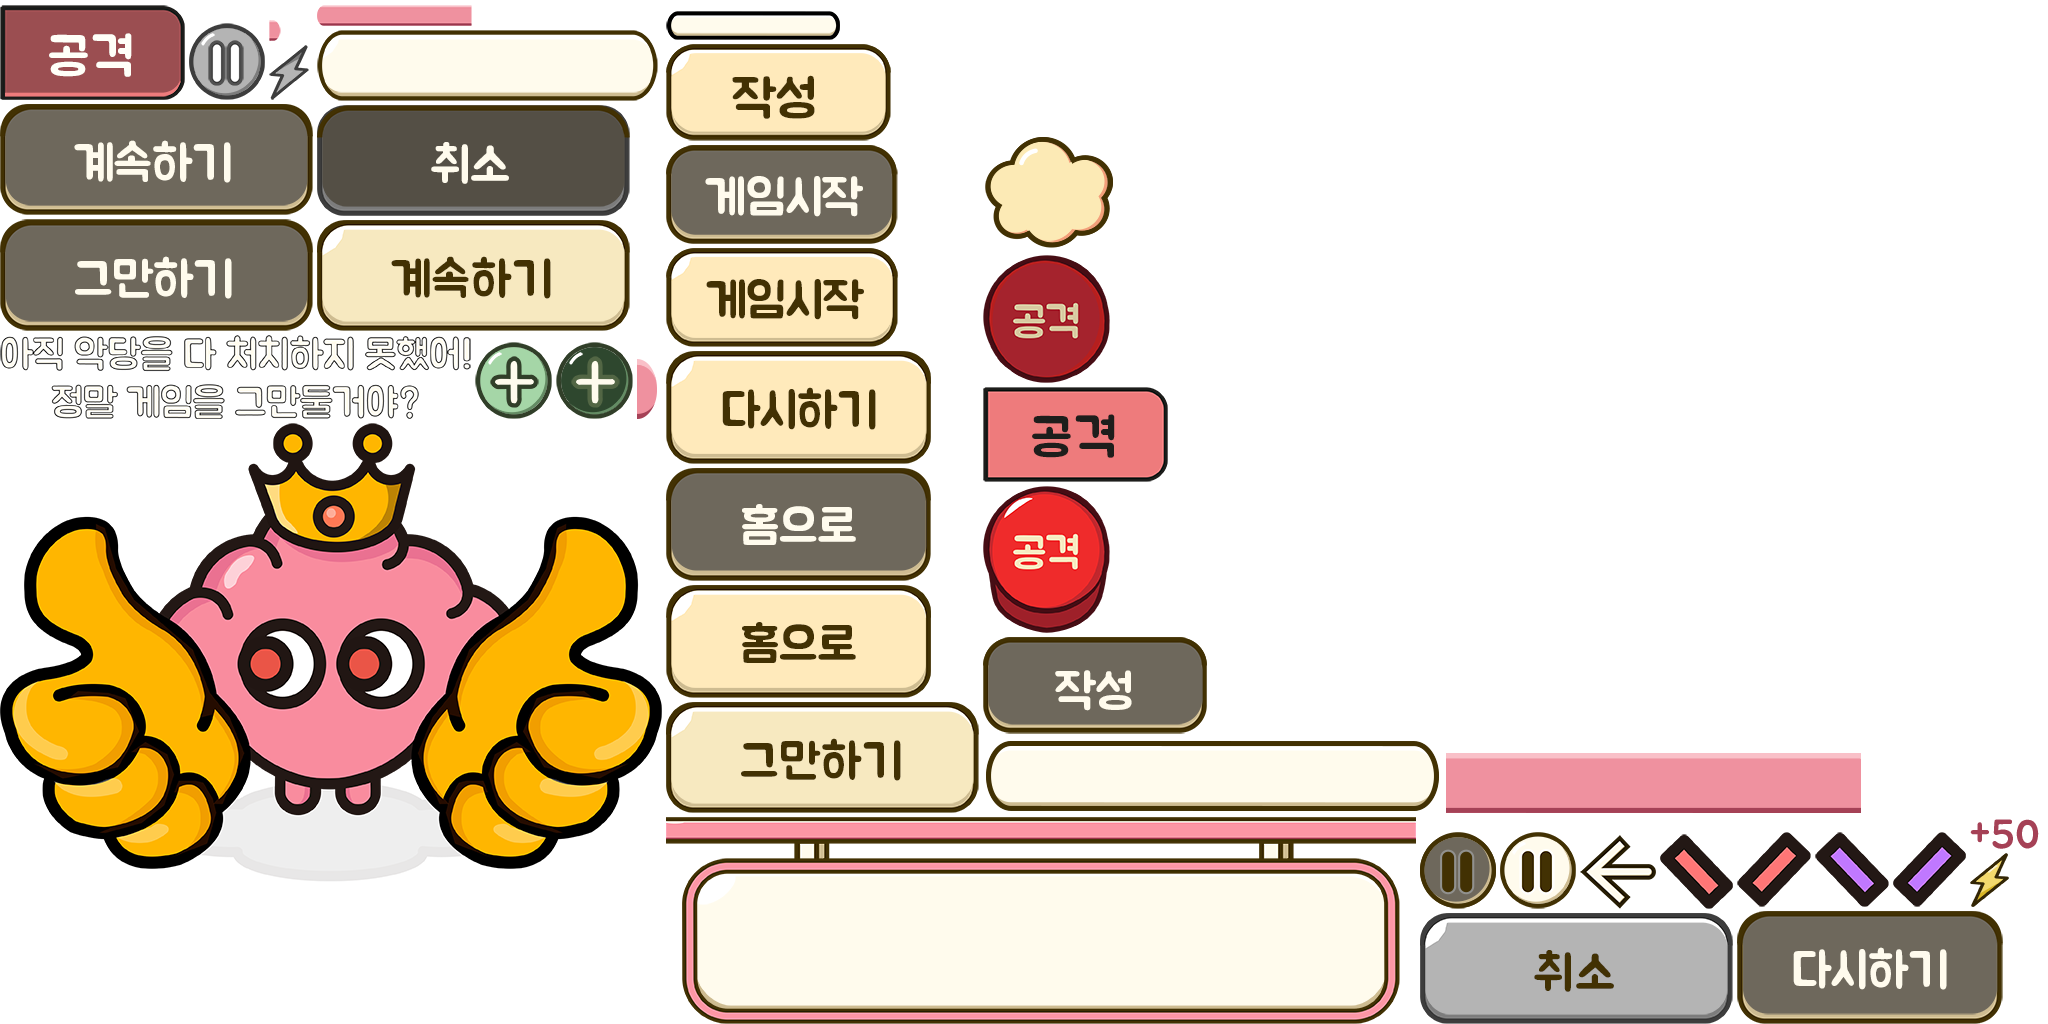 공격
계속하기
취소
그만하기
계속하기
아직 악당을 다 처치하지 못했어!
정말 게임을 그만둘거야?
작성
게임시작
게임시작
다시하기
홈으로
홈으로
그만하기
공격
공격
공격
작성
+50
취소
다시하기